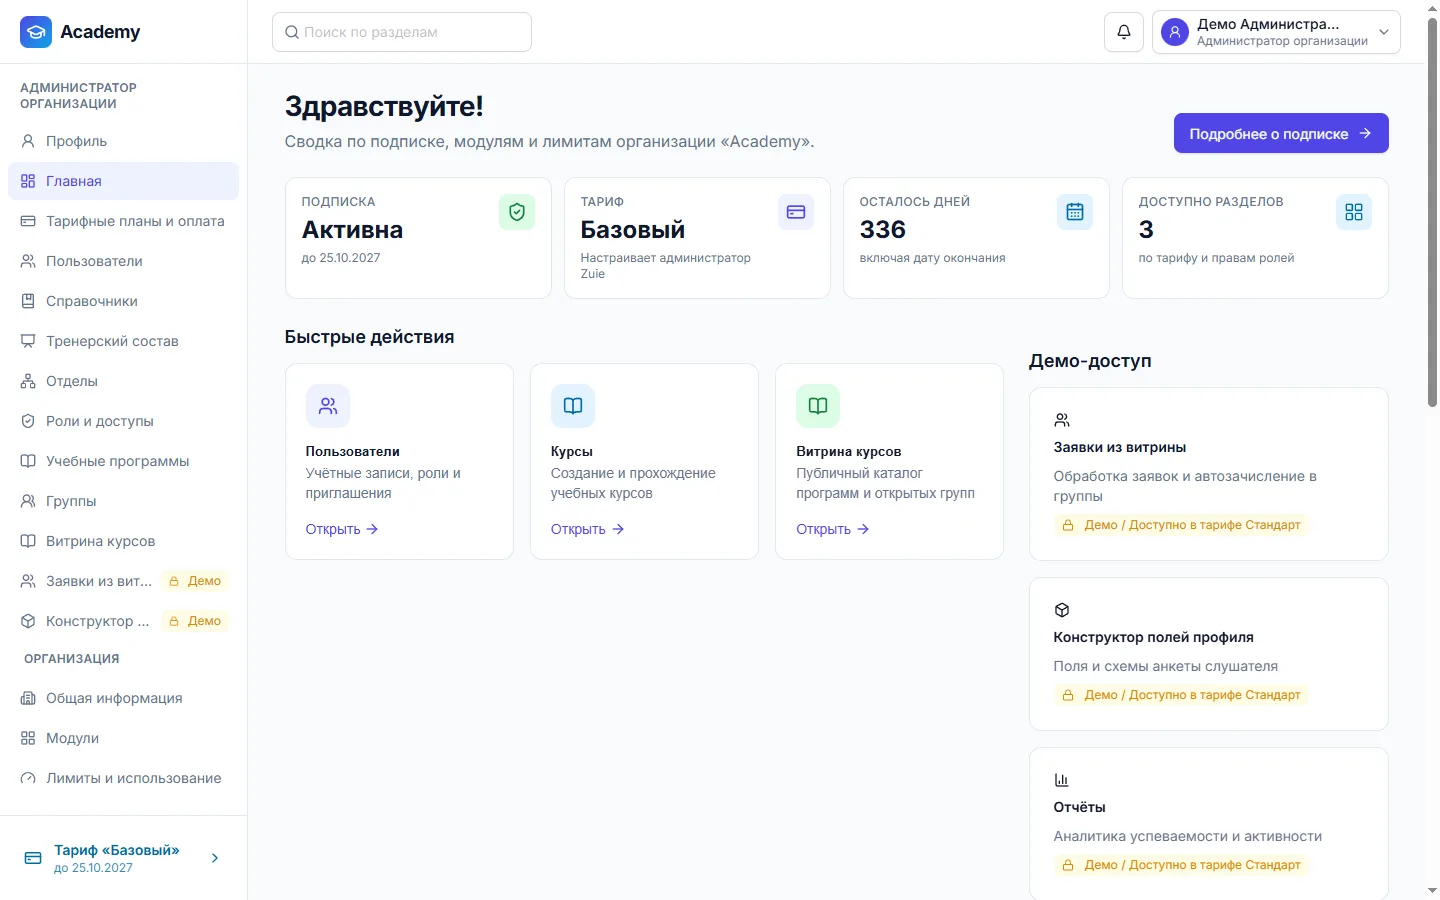 Academy
Поиск по разделам
Демо Администра...
Администратор организации
АДМИНИСТРАТОР
ОРГАНИЗАЦИИ
Профиль
Главная
Тарифные планы и оплата
Пользователи
Справочники
Тренерский состав
Отделы
Роли и доступы
Учебные программы
Группы
Витрина курсов
Заявки из вит... Демо
Конструктор ... Демо
ОРГАНИЗАЦИЯ
Общая информация
Модули
Лимиты и использование
Тариф «Базовый»
до 25.10.2027
Здравствуйте!
Сводка по подписке, модулям и лимитам организации «Academy».
Подробнее о подписке
ПОДПИСКА
Активна
до 25.10.2027
ТАРИФ
Базовый
Настраивает администратор
Zuie
ОСТАЛОСЬ ДНЕЙ
336
включая дату окончания
ДОСТУПНО РАЗДЕЛОВ
3
по тарифу и правам ролей
Быстрые действия
Пользователи
Учётные записи, роли и
приглашения
Открыть
Курсы
Создание и прохождение
учебных курсов
Открыть
Витрина курсов
Публичный каталог
программ и открытых групп
Открыть
Демо-доступ
Заявки из витрины
Обработка заявок и автозачисление в
группы
Демо / Доступно в тарифе Стандарт
Конструктор полей профиля
Поля и схемы анкеты слушателя
Демо / Доступно в тарифе Стандарт
Отчёты
Аналитика успеваемости и активности
Демо / Доступно в тарифе Стандарт